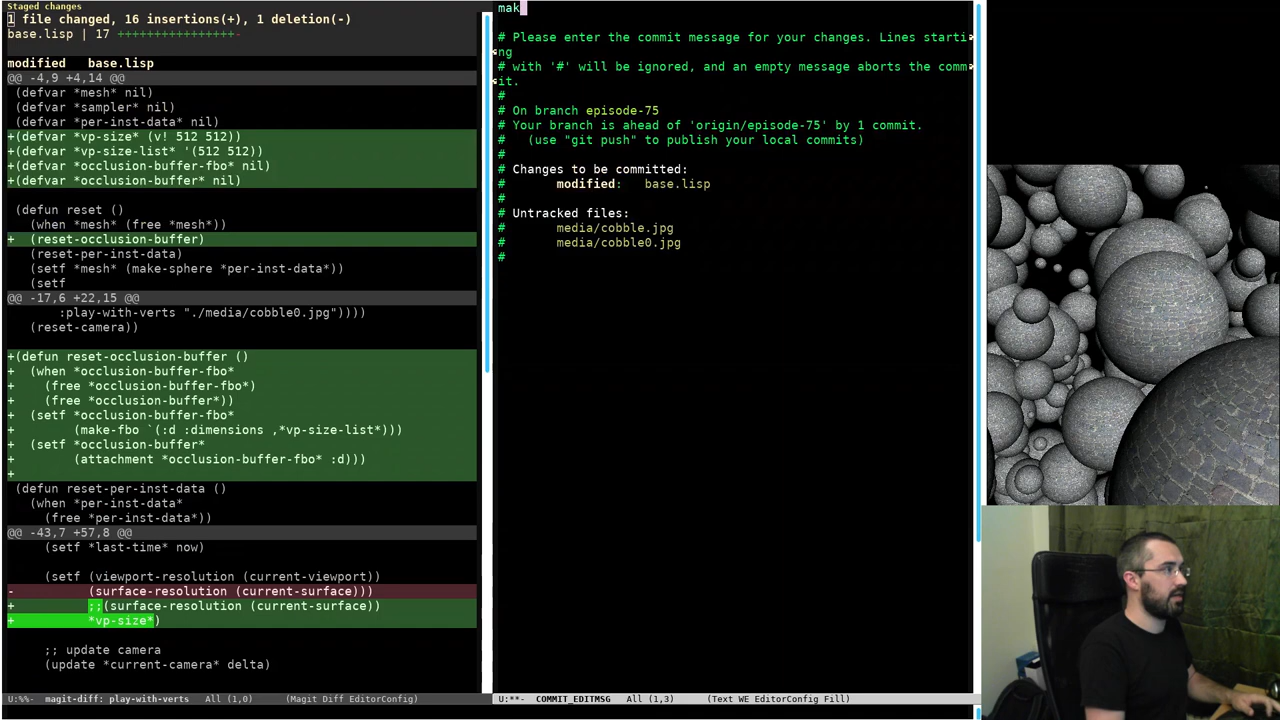 Staged changes
1 file changed, 16 insertions(+), 1 deletion(-)
base.lisp | 17 ++++++++++++++++-
modified   base.lisp
@@ -4,9 +4,14 @@
(defvar *mesh* nil)
(defvar *sampler* nil)
(defvar *per-inst-data* nil)
+(defvar *vp-size* (v! 512 512))
+(defvar *vp-size-list* '(512 512))
+(defvar *occlusion-buffer-fbo* nil)
+(defvar *occlusion-buffer* nil)
(defun reset ()
(when *mesh* (free *mesh*))
+  (reset-occlusion-buffer)
(reset-per-inst-data)
(setf *mesh* (make-sphere *per-inst-data*))
(setf
@@ -17,6 +22,15 @@
:play-with-verts "./media/cobble0.jpg"))))
(reset-camera))
+(defun reset-occlusion-buffer ()
+  (when *occlusion-buffer-fbo*
+    (free *occlusion-buffer-fbo*)
+    (free *occlusion-buffer*))
+  (setf *occlusion-buffer-fbo*
+        (make-fbo `(:d :dimensions ,*vp-size-list*)))
+  (setf *occlusion-buffer*
+        (attachment *occlusion-buffer-fbo* :d)))
+
(defun reset-per-inst-data ()
(when *per-inst-data*
(free *per-inst-data*))
@@ -43,7 +57,8 @@
(setf *last-time* now)
(setf (viewport-resolution (current-viewport))
-          (surface-resolution (current-surface)))
+          ;;(surface-resolution (current-surface))
+          *vp-size*)
;; update camera
(update *current-camera* delta)
U:%%-  magit-diff: play-with-verts   All (1,0)     (Magit Diff EditorConfig)
mak
# Please enter the commit message for your changes. Lines starti
ng
# with '#' will be ignored, and an empty message aborts the comm
it.
#
# On branch episode-75
# Your branch is ahead of 'origin/episode-75' by 1 commit.
#   (use "git push" to publish your local commits)
#
# Changes to be committed:
#       modified:   base.lisp
#
# Untracked files:
#       media/cobble.jpg
#       media/cobble0.jpg
#
U:**-  COMMIT_EDITMSG   All (1,3)     (Text WE EditorConfig Fill)